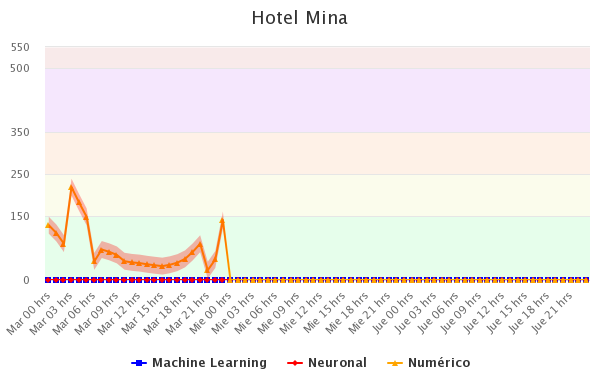 Hotel Mina
550
500
350
250
150
0
Mar 00 hrs
Mar 03 hrs
Mar 06 hrs
Mar 09 hrs
Mar 12 hrs
Mar 15 hrs
Mar 18 hrs
Mar 21 hrs
Mie 00 hrs
Mie 03 hrs
Mie 06 hrs
Mie 09 hrs
Mie 12 hrs
Mie 15 hrs
Mie 18 hrs
Mie 21 hrs
Jue 00 hrs
Jue 03 hrs
Jue 06 hrs
Jue 09 hrs
Jue 12 hrs
Jue 15 hrs
Jue 18 hrs
Jue 21 hrs
Machine Learning Neuronal Numérico